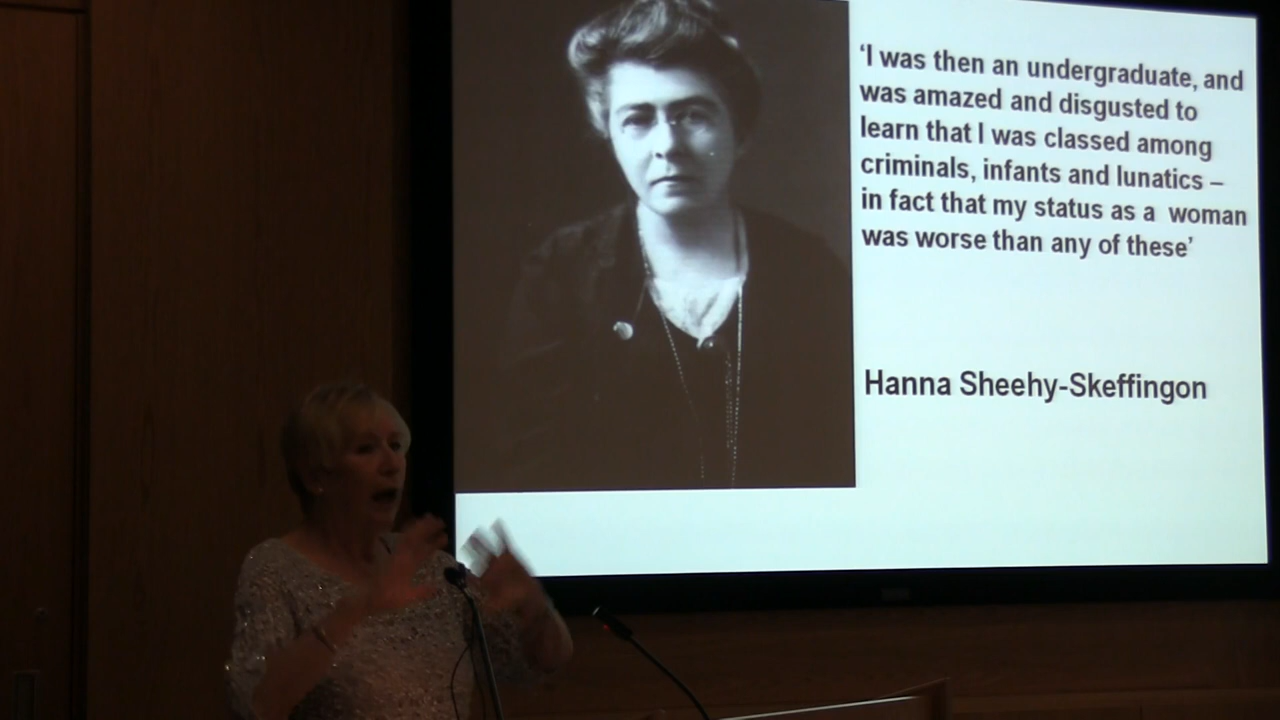 ‘I was then an undergraduate, and
was amazed and disgusted to
learn that I was classed among
criminals, infants and lunatics –
in fact that my status as a woman
was worse than any of these’
Hanna Sheehy-Skeffingon